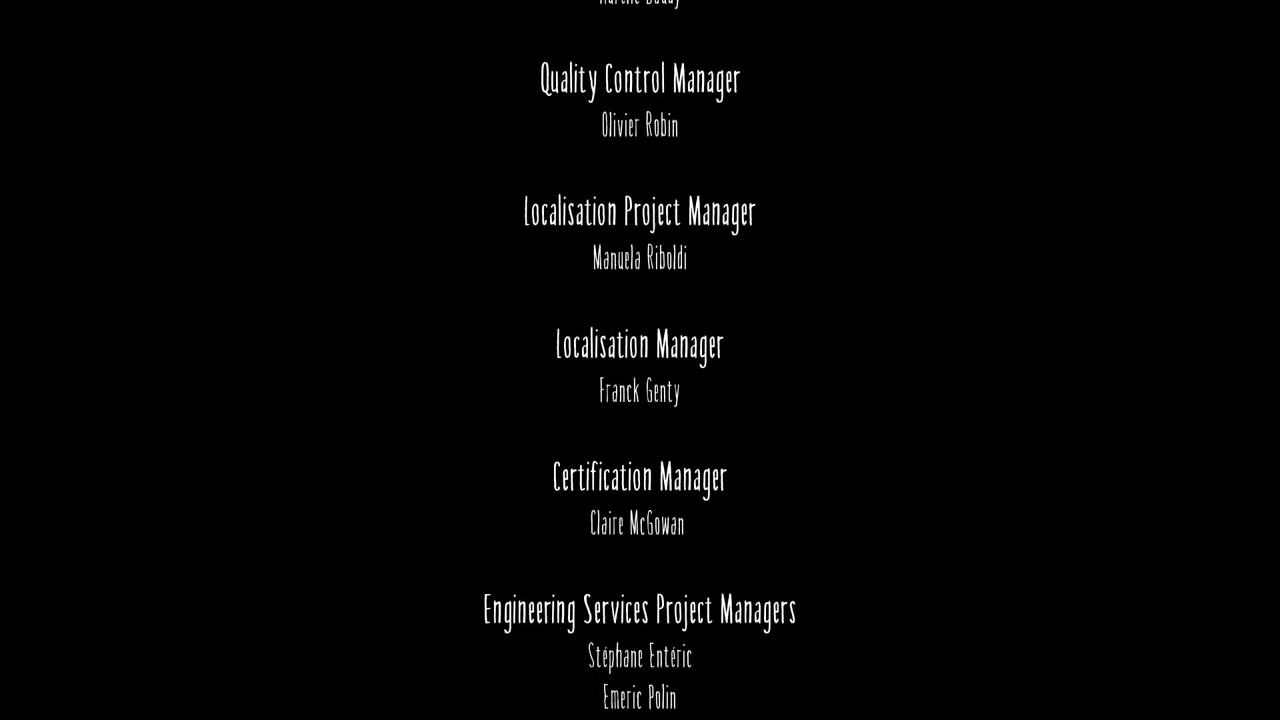 Quality Control Manager
Olivier Robin
Localisation Project Manager
Manuela Riboldi
Localisation Manager
Franck Genty
Certification Manager
Claire McGowan
Engineering Services Project Managers
Stéphane Entéric
Emeric Polin